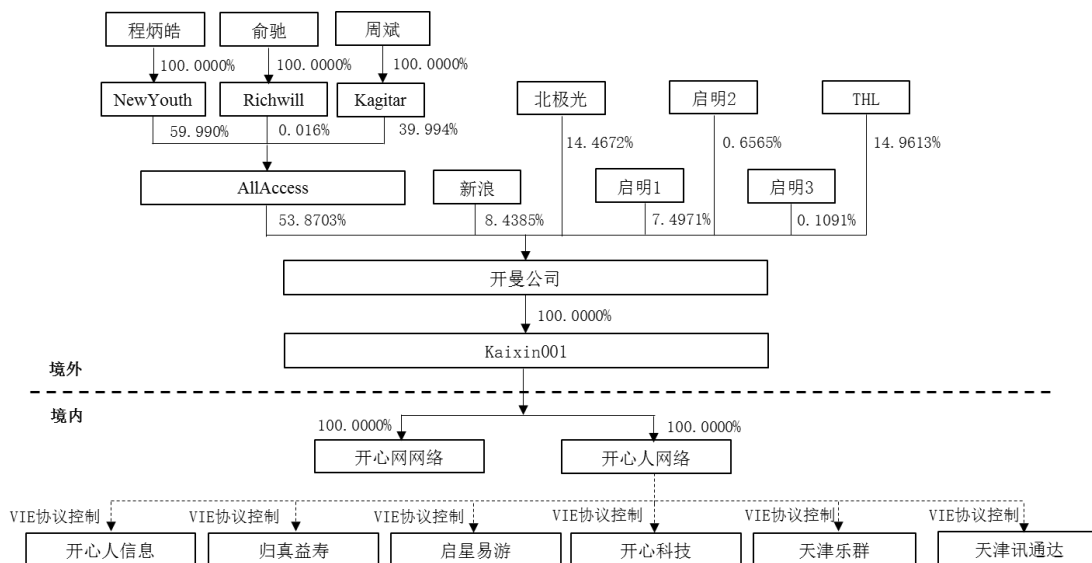 程炳皓
俞驰
周斌
100.0000%
100.0000%
100.0000%
NewYouth
Richwill
Kagitar
北极光
启明2
THL
59.990%
0.016%
39.994%
14.4672%
0.6565%
14.9613%
AllAccess
新浪
启明1
启明3
53.8703%
8.4385%
7.4971%
0.1091%
开曼公司
100.0000%
Kaixin001
境外
境内
100.0000%
100.0000%
开心网网络
开心人网络
VIE协议控制
VIE协议控制
VIE协议控制
VIE协议控制
VIE协议控制
VIE协议控制
开心人信息
归真益寿
启星易游
开心科技
天津乐群
天津讯通达